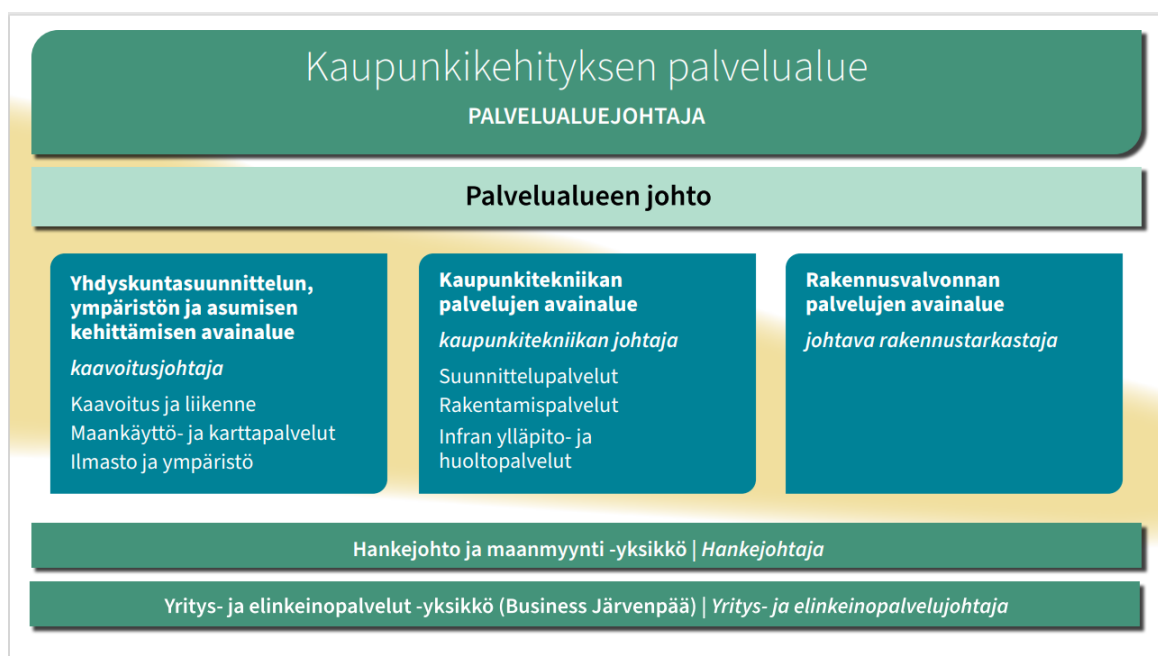 Kaupunkikehityksen palvelualue
PALVELUALUEJOHTAJA
Palvelualueen johto
Yhdyskuntasuunnittelun,
ympäristön ja asumisen
kehittämisen avainalue
kaavoitusjohtaja
Kaavoitus ja liikenne
Maankäyttö- ja karttapalvelut
Ilmasto ja ympäristö
Kaupunkitekniikan
palvelujen avainalue
kaupunkitekniikan johtaja
Suunnittelupalvelut
Rakentamispalvelut
Infran ylläpito- ja
huoltopalvelut
Rakennusvalvonnan
palvelujen avainalue
johtava rakennustarkastaja
Hankejohto ja maanmyynti -yksikkö | Hankejohtaja
Yritys- ja elinkeinopalvelut -yksikkö (Business Järvenpää) | Yritys- ja elinkeinopalvelujohtaja